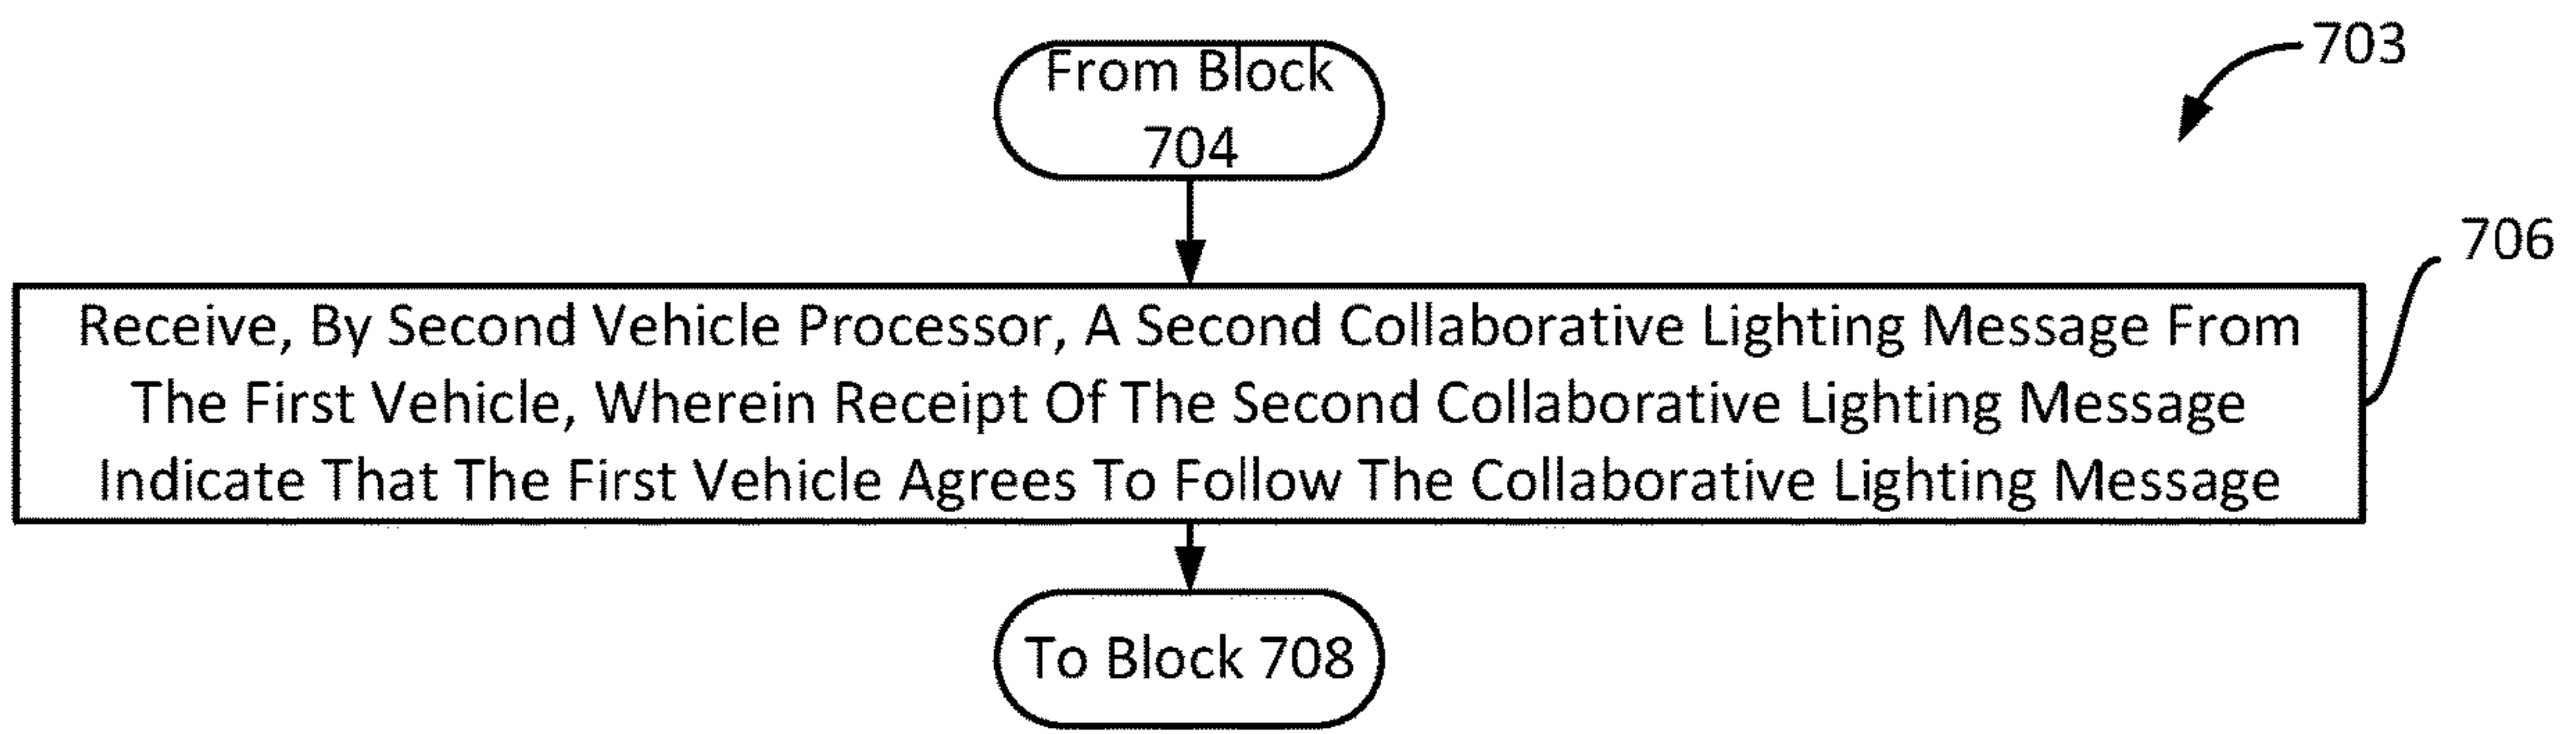 From Block
704
703
706
Receive, By Second Vehicle Processor, A Second Collaborative Lighting Message From
The First Vehicle, Wherein Receipt Of The Second Collaborative Lighting Message
Indicate That The First Vehicle Agrees To Follow The Collaborative Lighting Message
To Block 708